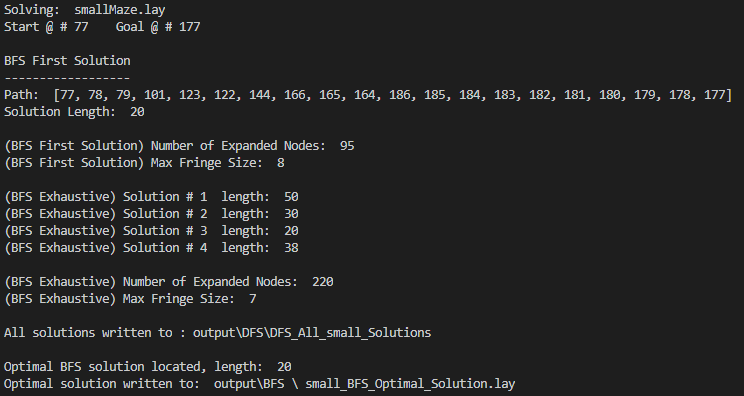 Solving:  smallMaze.lay
Start @ # 77    Goal @ # 177
BFS First Solution
------------------
Path:  [77, 78, 79, 101, 123, 122, 144, 166, 165, 164, 186, 185, 184, 183, 182, 181, 180, 179, 178, 177]
Solution Length:  20
(BFS First Solution) Number of Expanded Nodes:  95
(BFS First Solution) Max Fringe Size:  8
(BFS Exhaustive) Solution # 1  length:  50
(BFS Exhaustive) Solution # 2  length:  30
(BFS Exhaustive) Solution # 3  length:  20
(BFS Exhaustive) Solution # 4  length:  38
(BFS Exhaustive) Number of Expanded Nodes:  220
(BFS Exhaustive) Max Fringe Size:  7
All solutions written to : output\DFS\DFS_All_small_Solutions
Optimal BFS solution located, length:  20
Optimal solution written to:  output\BFS \ small_BFS_Optimal_Solution.lay